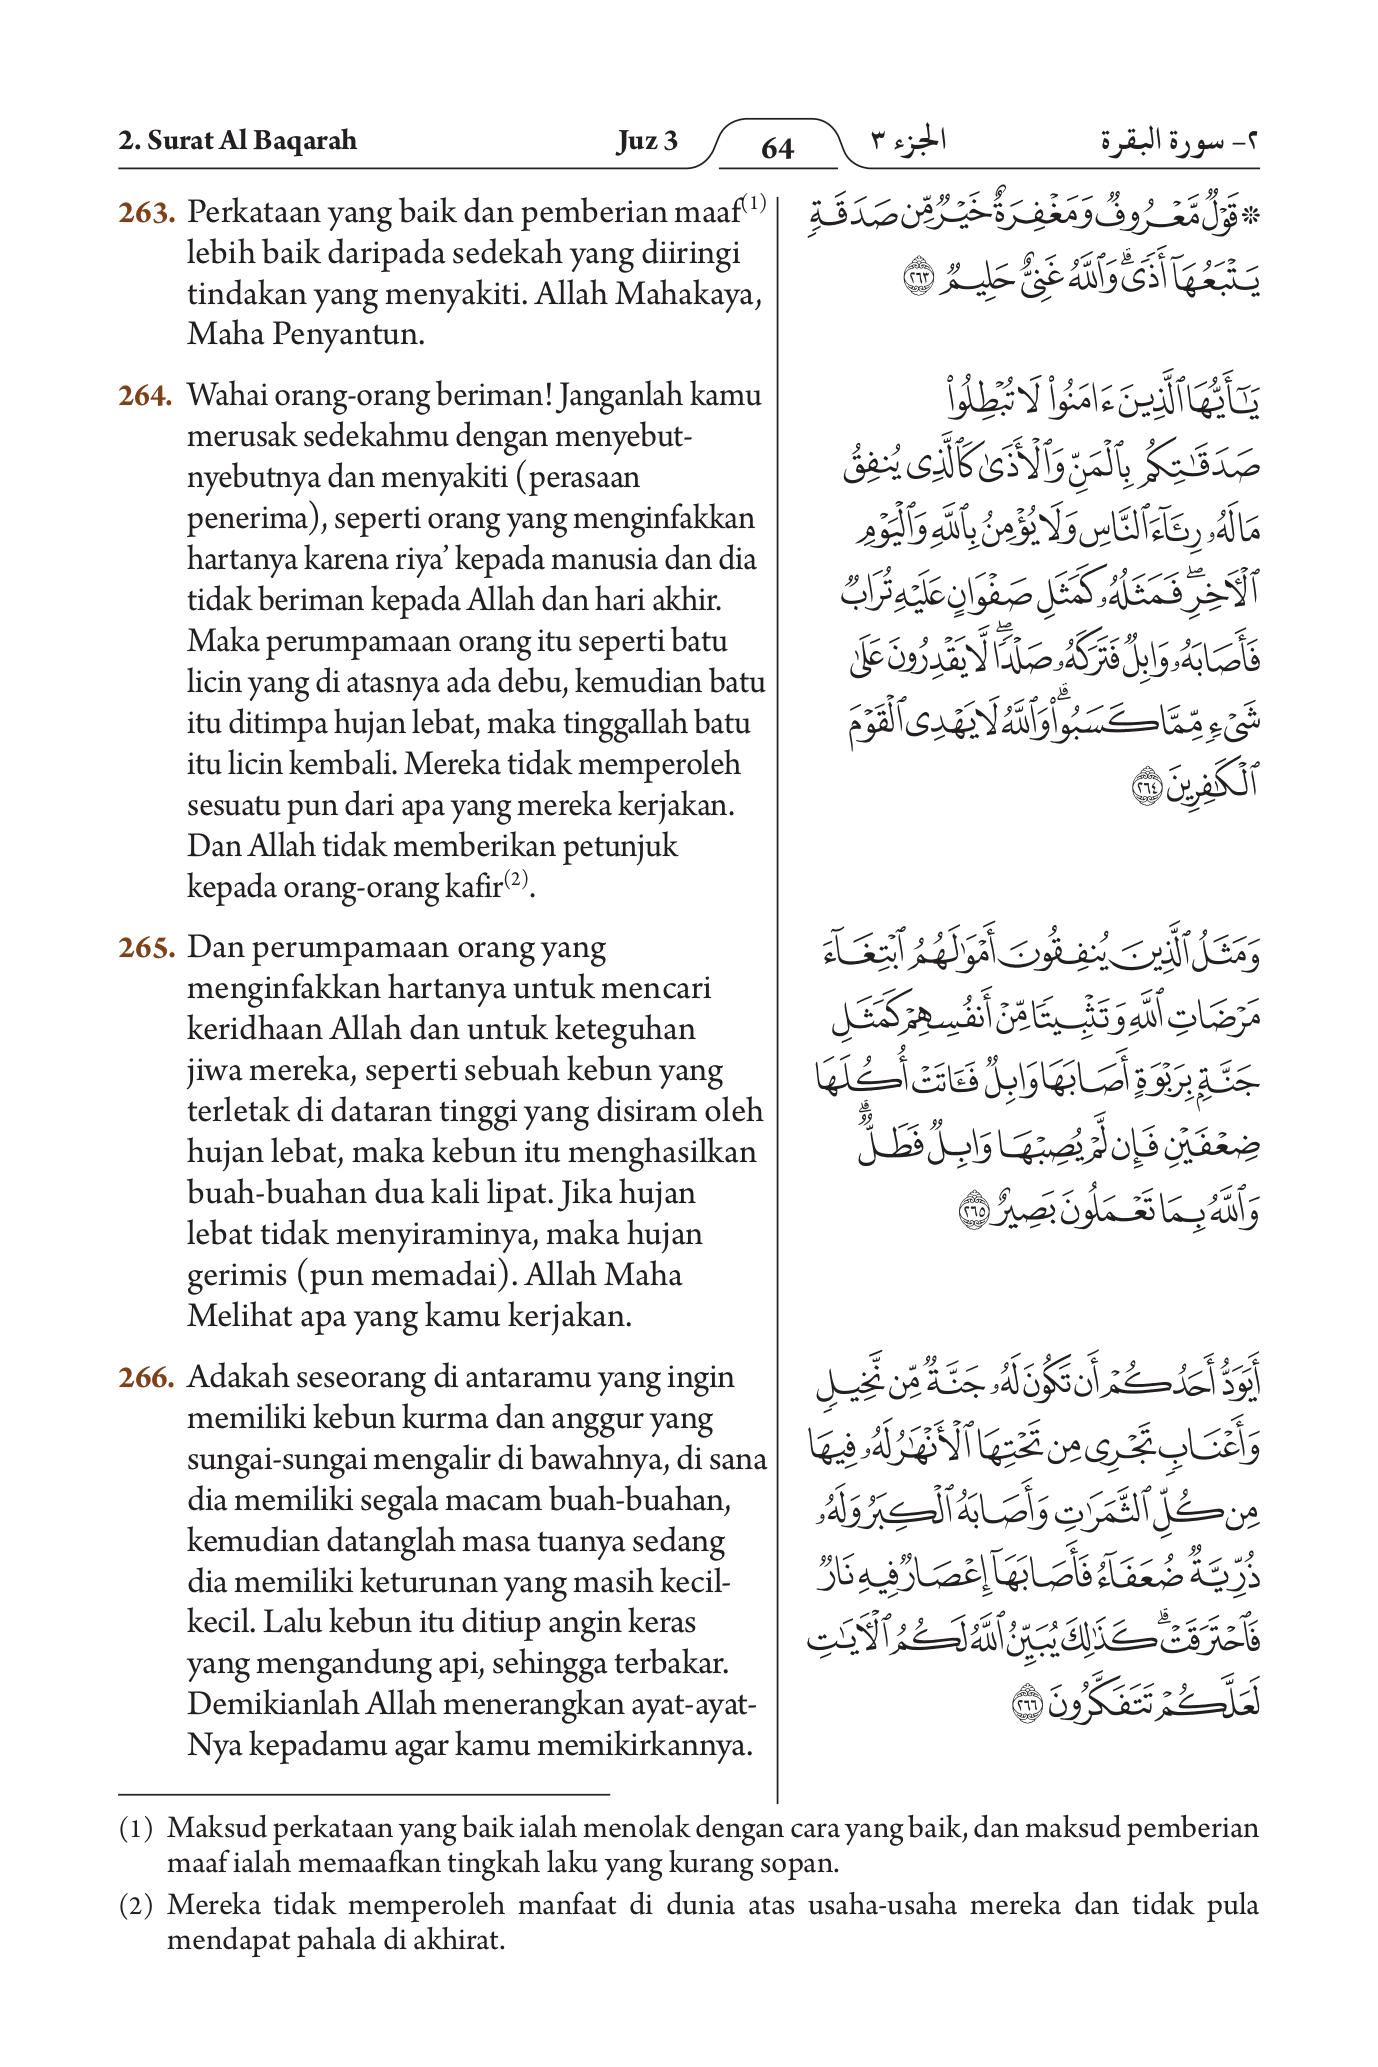 2. Surat Al Baqarah
Juz 3
64
الجزء ٣
٢- سورة البقرة
263. Perkataan yang baik dan pemberian maaf(1)
lebih baik daripada sedekah yang diiringi
tindakan yang menyakiti. Allah Mahakaya,
Maha Penyantun.
264. Wahai orang-orang beriman! Janganlah kamu
merusak sedekahmu dengan menyebut-
nyebutnya dan menyakiti (perasaan
penerima), seperti orang yang menginfakkan
hartanya karena riya’ kepada manusia dan dia
tidak beriman kepada Allah dan hari akhir.
Maka perumpamaan orang itu seperti batu
licin yang di atasnya ada debu, kemudian batu
itu ditimpa hujan lebat, maka tinggallah batu
itu licin kembali. Mereka tidak memperoleh
sesuatu pun dari apa yang mereka kerjakan.
Dan Allah tidak memberikan petunjuk
kepada orang-orang kafir(2).
265. Dan perumpamaan orang yang
menginfakkan hartanya untuk mencari
keridhaan Allah dan untuk keteguhan
jiwa mereka, seperti sebuah kebun yang
terletak di dataran tinggi yang disiram oleh
hujan lebat, maka kebun itu menghasilkan
buah-buahan dua kali lipat. Jika hujan
lebat tidak menyiraminya, maka hujan
gerimis (pun memadai). Allah Maha
Melihat apa yang kamu kerjakan.
266. Adakah seseorang di antaramu yang ingin
memiliki kebun kurma dan anggur yang
sungai-sungai mengalir di bawahnya, di sana
dia memiliki segala macam buah-buahan,
kemudian datanglah masa tuanya sedang
dia memiliki keturunan yang masih kecil-
kecil. Lalu kebun itu ditiup angin keras
yang mengandung api, sehingga terbakar.
Demikianlah Allah menerangkan ayat-ayat-
Nya kepadamu agar kamu memikirkannya.
۞ قَوۡلٞ مَّعۡرُوفٞ وَمَغۡفِرَةٌ خَيۡرٞ مِّن صَدَقَةٖ
يَتۡبَعُهَآ أَذٗىۗ وَٱللَّهُ غَنِيٌّ حَلِيمٞ ٢٦٣
يَـٰٓأَيُّهَا ٱلَّذِينَ ءَامَنُواْ لَا تُبۡطِلُواْ
صَدَقَٰتِكُم بِٱلۡمَنِّ وَٱلۡأَذَىٰ كَٱلَّذِي يُنفِقُ
مَالَهُۥ رِئَآءَ ٱلنَّاسِ وَلَا يُؤۡمِنُ بِٱللَّهِ وَٱلۡيَوۡمِ
ٱلۡأٓخِرِۖ فَمَثَلُهُۥ كَمَثَلِ صَفۡوَانٍ عَلَيۡهِ تُرَابٞ
فَأَصَابَهُۥ وَابِلٞ فَتَرَكَهُۥ صَلۡدٗاۖ لَّا يَقۡدِرُونَ عَلَىٰ
شَيۡءٖ مِّمَّا كَسَبُواْۗ وَٱللَّهُ لَا يَهۡدِي ٱلۡقَوۡمَ
ٱلۡكَٰفِرِينَ ٢٦٤
وَمَثَلُ ٱلَّذِينَ يُنفِقُونَ أَمۡوَٰلَهُمُ ٱبۡتِغَآءَ
مَرۡضَاتِ ٱللَّهِ وَتَثۡبِيتٗا مِّنۡ أَنفُسِهِمۡ كَمَثَلِ
جَنَّةِۭ بِرَبۡوَةٍ أَصَابَهَا وَابِلٞ فَـَٔاتَتۡ أُكُلَهَا
ضِعۡفَيۡنِ فَإِن لَّمۡ يُصِبۡهَا وَابِلٞ فَطَلّٞۗ
وَٱللَّهُ بِمَا تَعۡمَلُونَ بَصِيرٌ ٢٦٥
أَيَوَدُّ أَحَدُكُمۡ أَن تَكُونَ لَهُۥ جَنَّةٞ مِّن نَّخِيلٖ
وَأَعۡنَابٖ تَجۡرِي مِن تَحۡتِهَا ٱلۡأَنۡهَٰرُ لَهُۥ فِيهَا
مِن كُلِّ ٱلثَّمَرَٰتِ وَأَصَابَهُ ٱلۡكِبَرُ وَلَهُۥ
ذُرِّيَّةٞ ضُعَفَآءُ فَأَصَابَهَآ إِعۡصَارٞ فِيهِ نَارٞ
فَٱحۡتَرَقَتۡۗ كَذَٰلِكَ يُبَيِّنُ ٱللَّهُ لَكُمُ ٱلۡأٓيَٰتِ
لَعَلَّكُمۡ تَتَفَكَّرُونَ ٢٦٦
(1) Maksud perkataan yang baik ialah menolak dengan cara yang baik, dan maksud pemberian
maaf ialah memaafkan tingkah laku yang kurang sopan.
(2) Mereka tidak memperoleh manfaat di dunia atas usaha-usaha mereka dan tidak pula
mendapat pahala di akhirat.